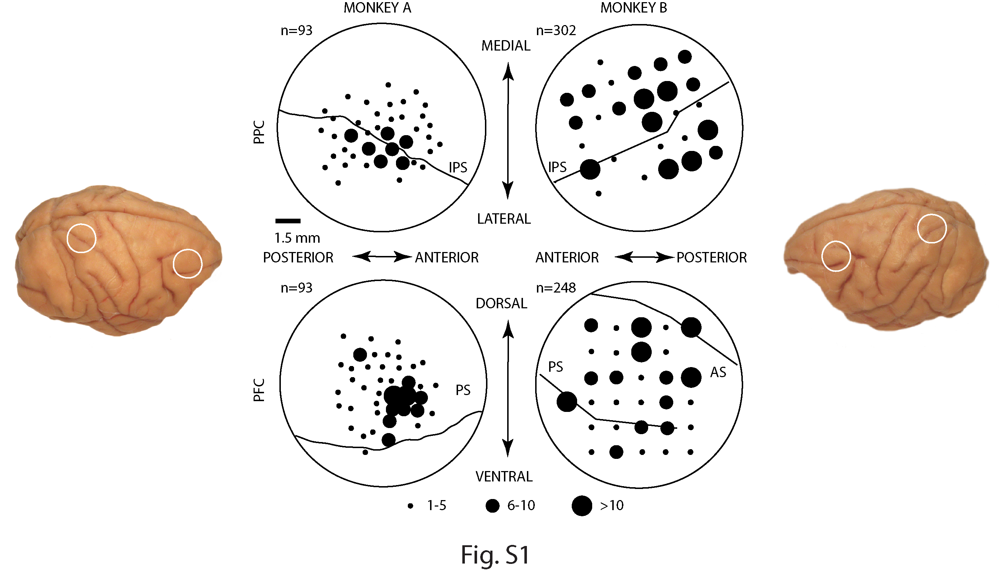 MONKEY A
MONKEY B
n=93
n=302
MEDIAL
PPC
IPS
IPS
LATERAL
1.5 mm
POSTERIOR
ANTERIOR
ANTERIOR
POSTERIOR
n=93
n=248
DORSAL
PFC
PS
PS
AS
VENTRAL
1-5
6-10
>10
Fig. S1